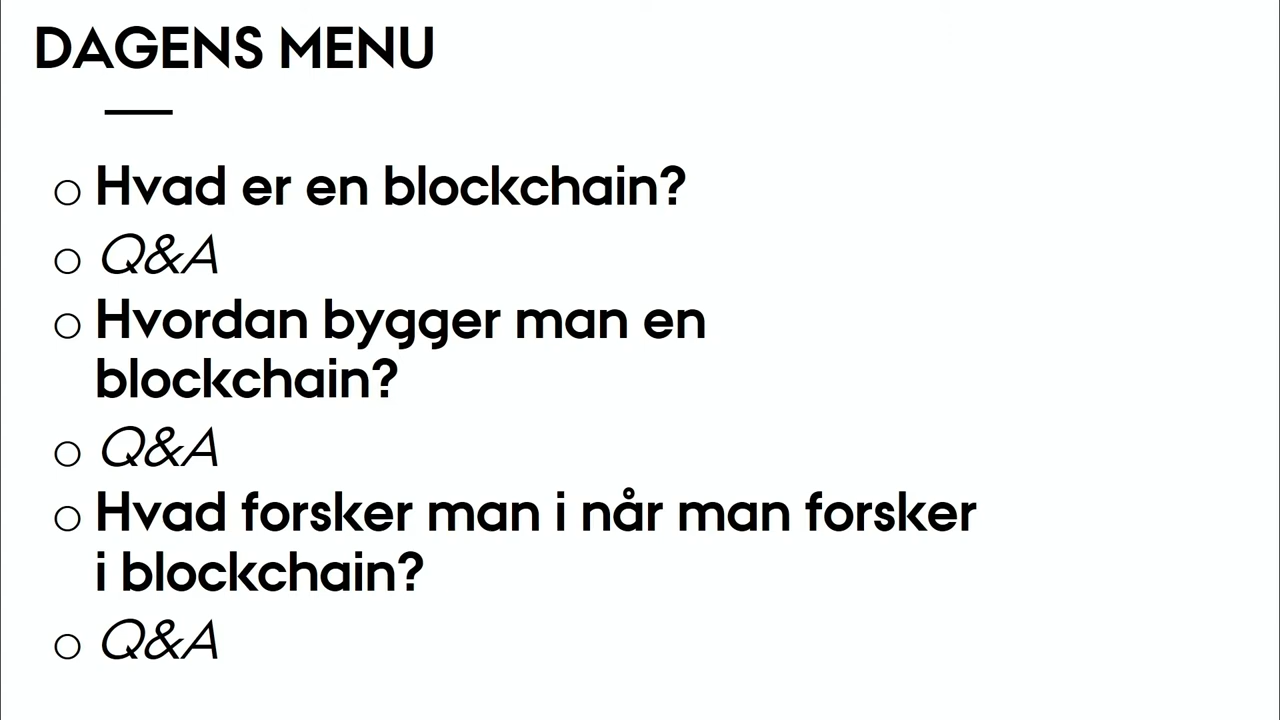 DAGENS MENU
Hvad er en blockchain?
Q&A
Hvordan bygger man en
blockchain?
Q&A
Hvad forsker man i når man forsker
i blockchain?
Q&A